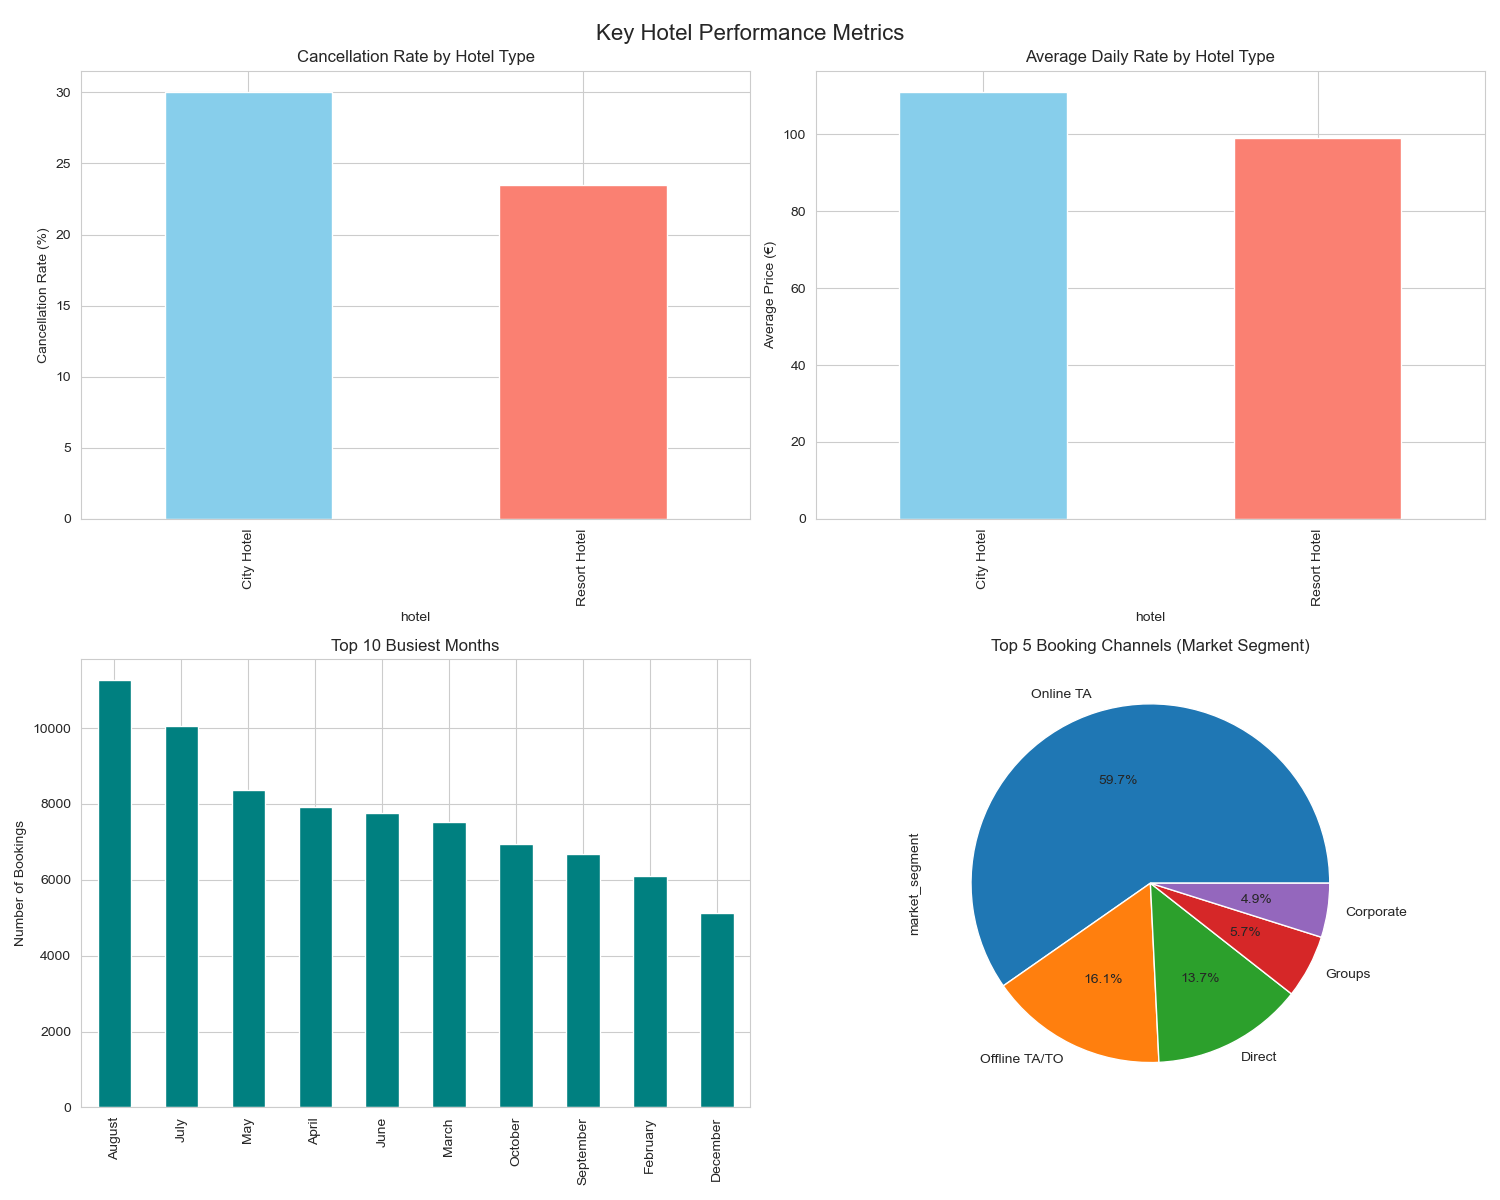 Key Hotel Performance Metrics
Cancellation Rate by Hotel Type
Cancellation Rate (%)
30
25
20
15
10
5
0
City Hotel
Resort Hotel
hotel
Average Daily Rate by Hotel Type
Average Price (€)
100
80
60
40
20
0
City Hotel
Resort Hotel
hotel
Top 10 Busiest Months
Number of Bookings
10000
8000
6000
4000
2000
0
August
July
May
April
June
March
October
September
February
December
Top 5 Booking Channels (Market Segment)
market_segment
Online TA
59.7%
Offline TA/TO
16.1%
Direct
13.7%
Groups
5.7%
Corporate
4.9%